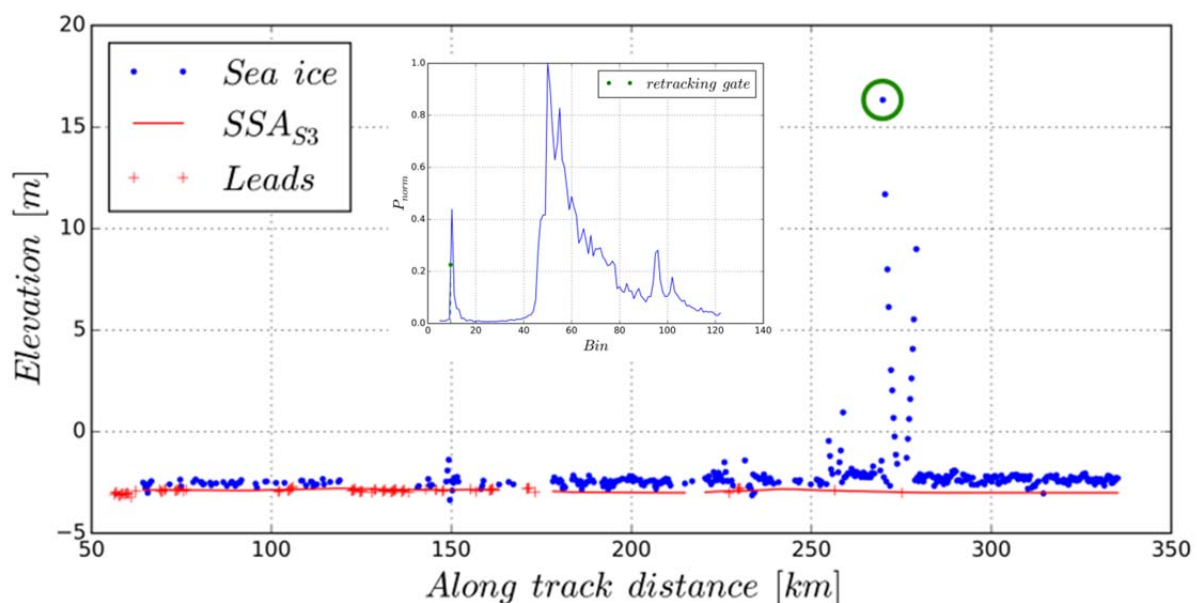 20
15
10
5
0
−5
Elevation [m]
Sea ice
SSA_S3
Leads
1.0
0.8
0.6
0.4
0.2
0.0
P_norm
retracking gate
0 20 40 60 80 100 120 140
Bin
50 100 150 200 250 300 350
Along track distance [km]